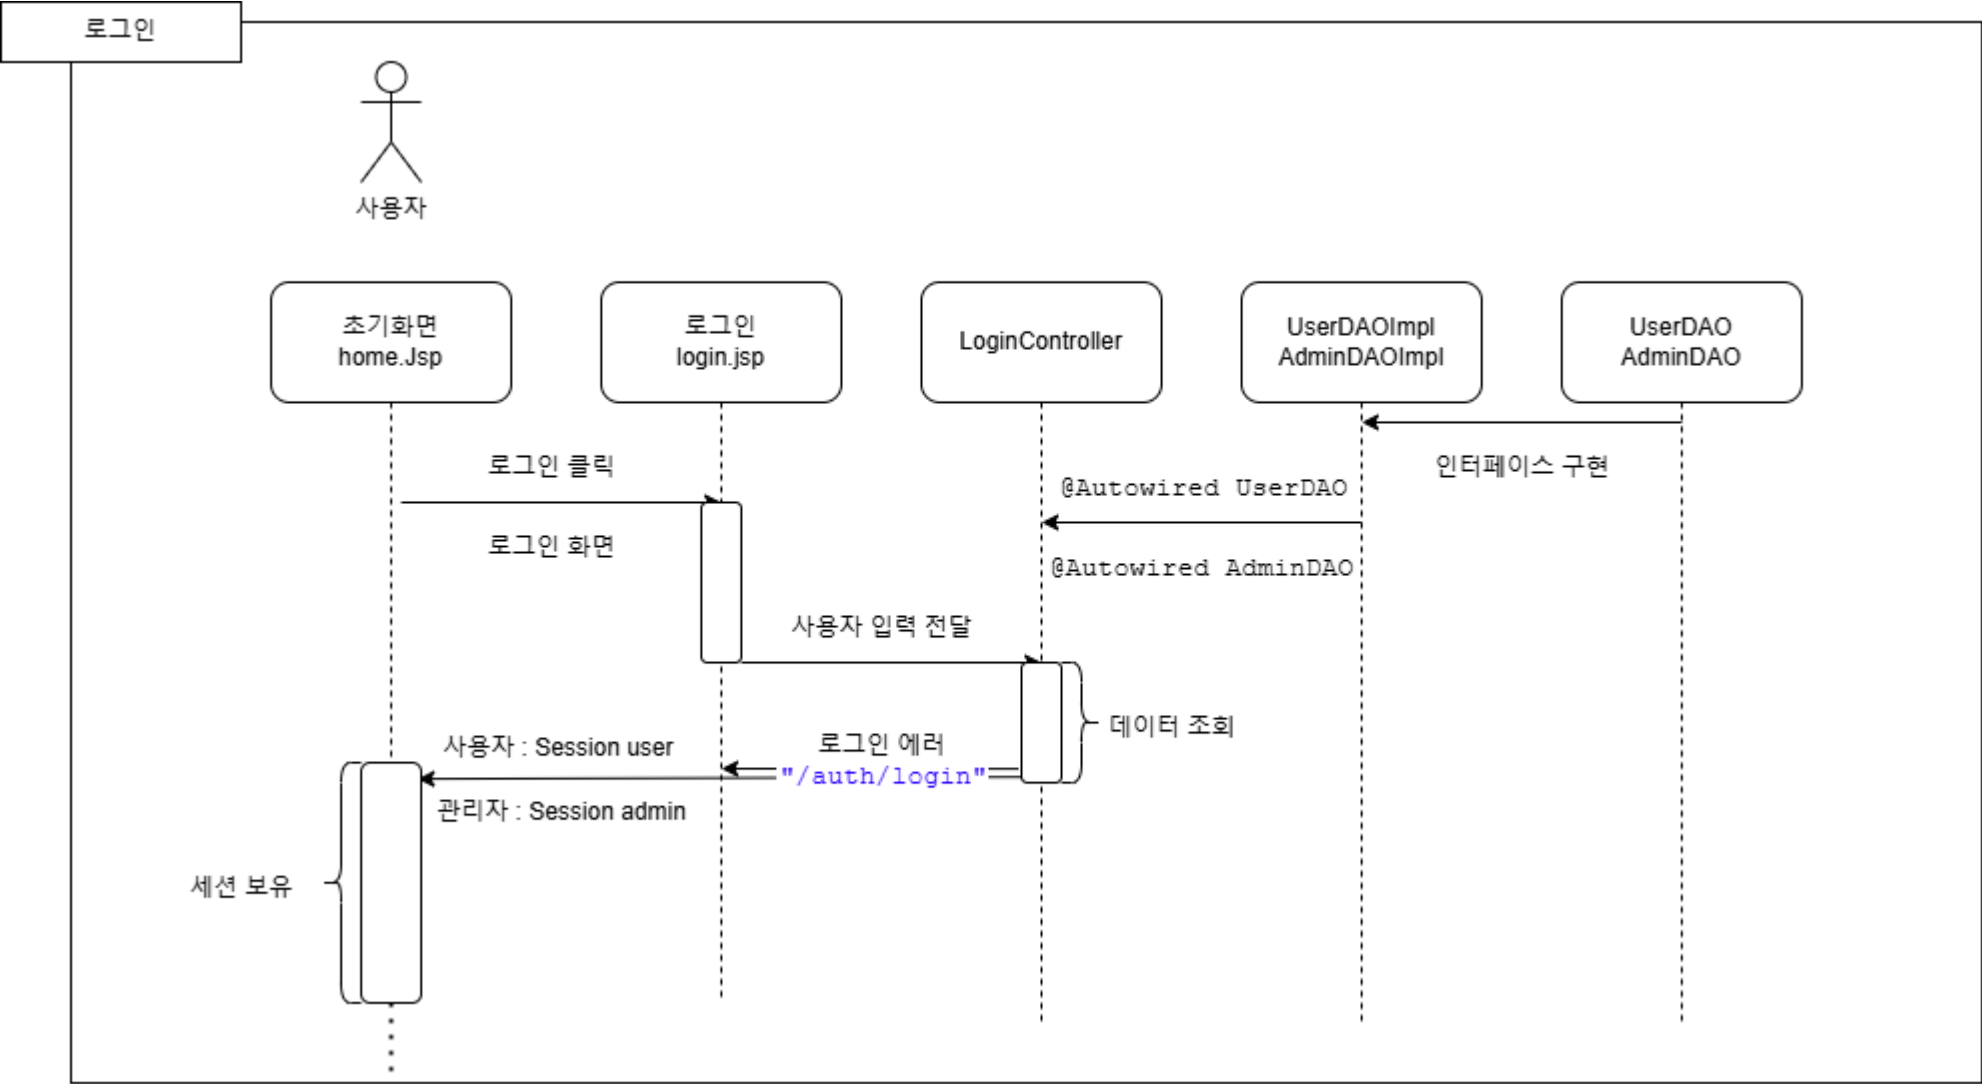 로그인
사용자
초기화면
home.Jsp
로그인
login.jsp
LoginController
UserDAOImpl
AdminDAOImpl
UserDAO
AdminDAO
로그인 클릭
인터페이스 구현
@Autowired UserDAO
로그인 화면
@Autowired AdminDAO
사용자 입력 전달
데이터 조회
사용자 : Session user
로그인 에러
"/auth/login"
관리자 : Session admin
세션 보유